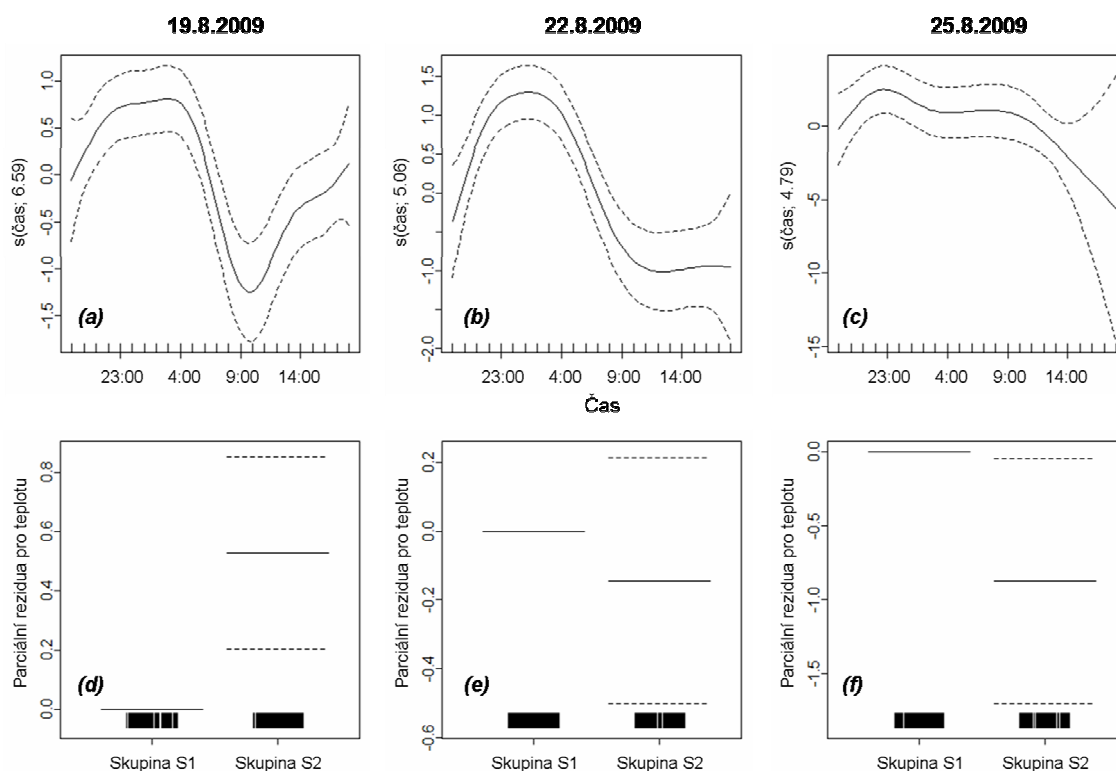 19.8.2009
22.8.2009
25.8.2009
s(čas; 6.59)
1.0
0.5
0.0
-0.5
-1.0
-1.5
(a)
23:00
4:00
9:00
14:00
s(čas; 5.06)
1.5
1.0
0.5
0.0
-1.0
-2.0
(b)
23:00
4:00
9:00
14:00
s(čas; 4.79)
0
-5
-10
-15
(c)
23:00
4:00
9:00
14:00
Čas
Parciální rezidua pro teplotu
0.8
0.6
0.4
0.2
0.0
(d)
Skupina S1
Skupina S2
Parciální rezidua pro teplotu
0.2
0.0
-0.2
-0.4
-0.6
(e)
Skupina S1
Skupina S2
Parciální rezidua pro teplotu
0.0
-0.5
-1.0
-1.5
(f)
Skupina S1
Skupina S2